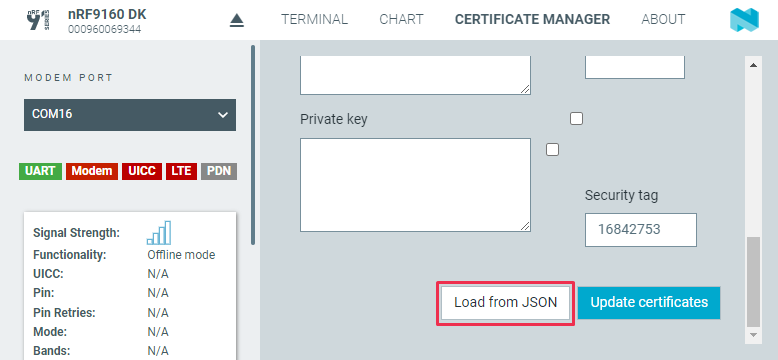 nRF
91
SERIES
nRF9160 DK
000960069344
TERMINAL
CHART
CERTIFICATE MANAGER
ABOUT
MODEM PORT
COM16
UART
Modem
UICC
LTE
PDN
Signal Strength:
Functionality: Offline mode
UICC: N/A
Pin: N/A
Pin Retries: N/A
Mode: N/A
Bands: N/A
Private key
Security tag
16842753
Load from JSON
Update certificates